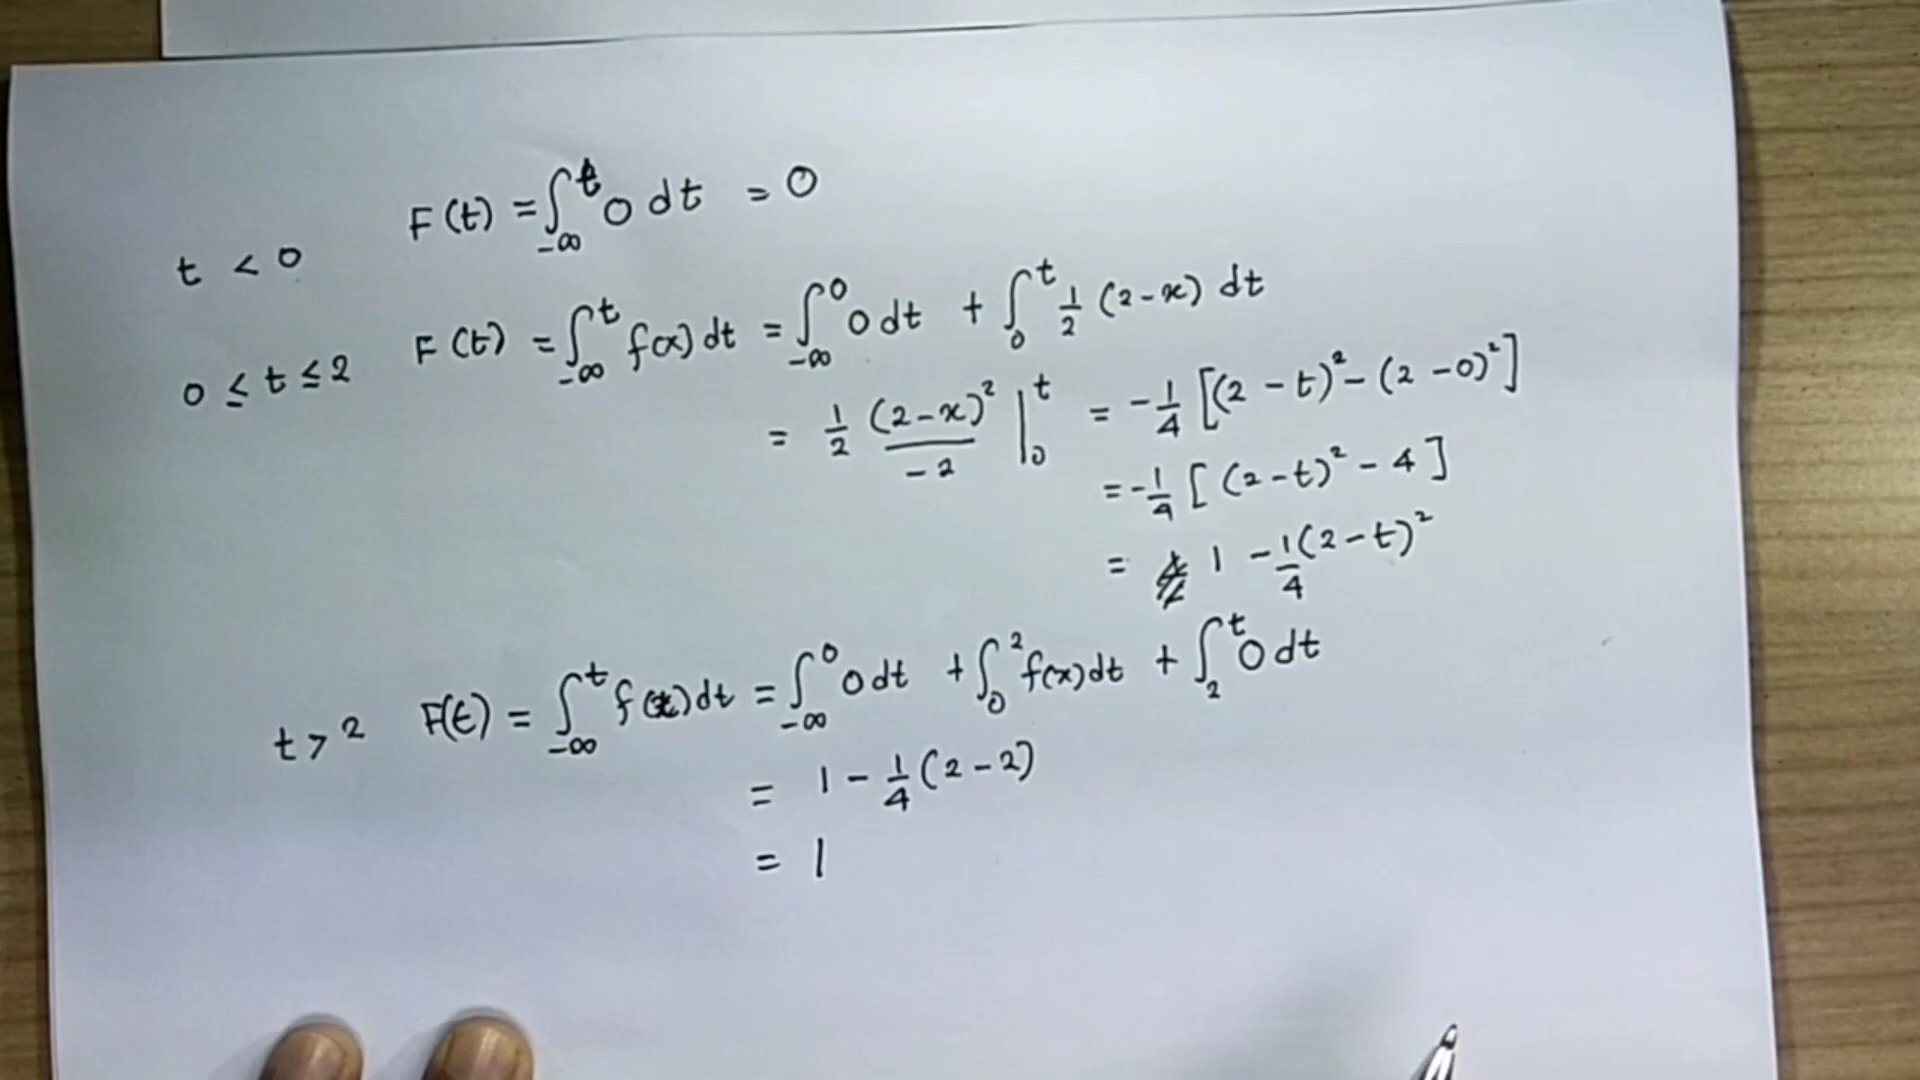 F(t) = ∫_{-∞}^{t} 0 dt = 0
t < 0
0 ≤ t ≤ 2 F(t) = ∫_{-∞}^{t} f(x) dt = ∫_{-∞}^{0} 0 dt + ∫_{0}^{t} 1/2 (2-x) dt
= 1/2 (2-x)²/-2 |_{0}^{t} = -1/4 [(2-t)² - (2-0)²]
= -1/4 [(2-t)² - 4]
= 1 - 1/4 (2-t)²
t > 2 F(t) = ∫_{-∞}^{t} f(x) dt = ∫_{-∞}^{0} 0 dt + ∫_{0}^{2} f(x) dt + ∫_{2}^{t} 0 dt
= 1 - 1/4 (2-2)
= 1